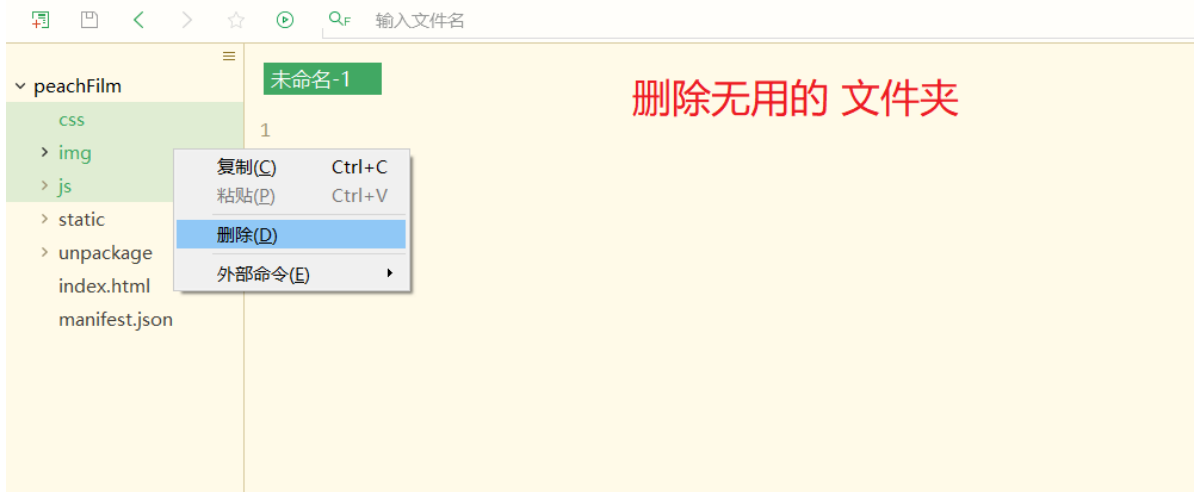 输入文件名
peachFilm
css
img
js
static
unpackage
index.html
manifest.json
未命名-1
1
删除无用的 文件夹
复制(C) Ctrl+C
粘贴(P) Ctrl+V
删除(D)
外部命令(E)